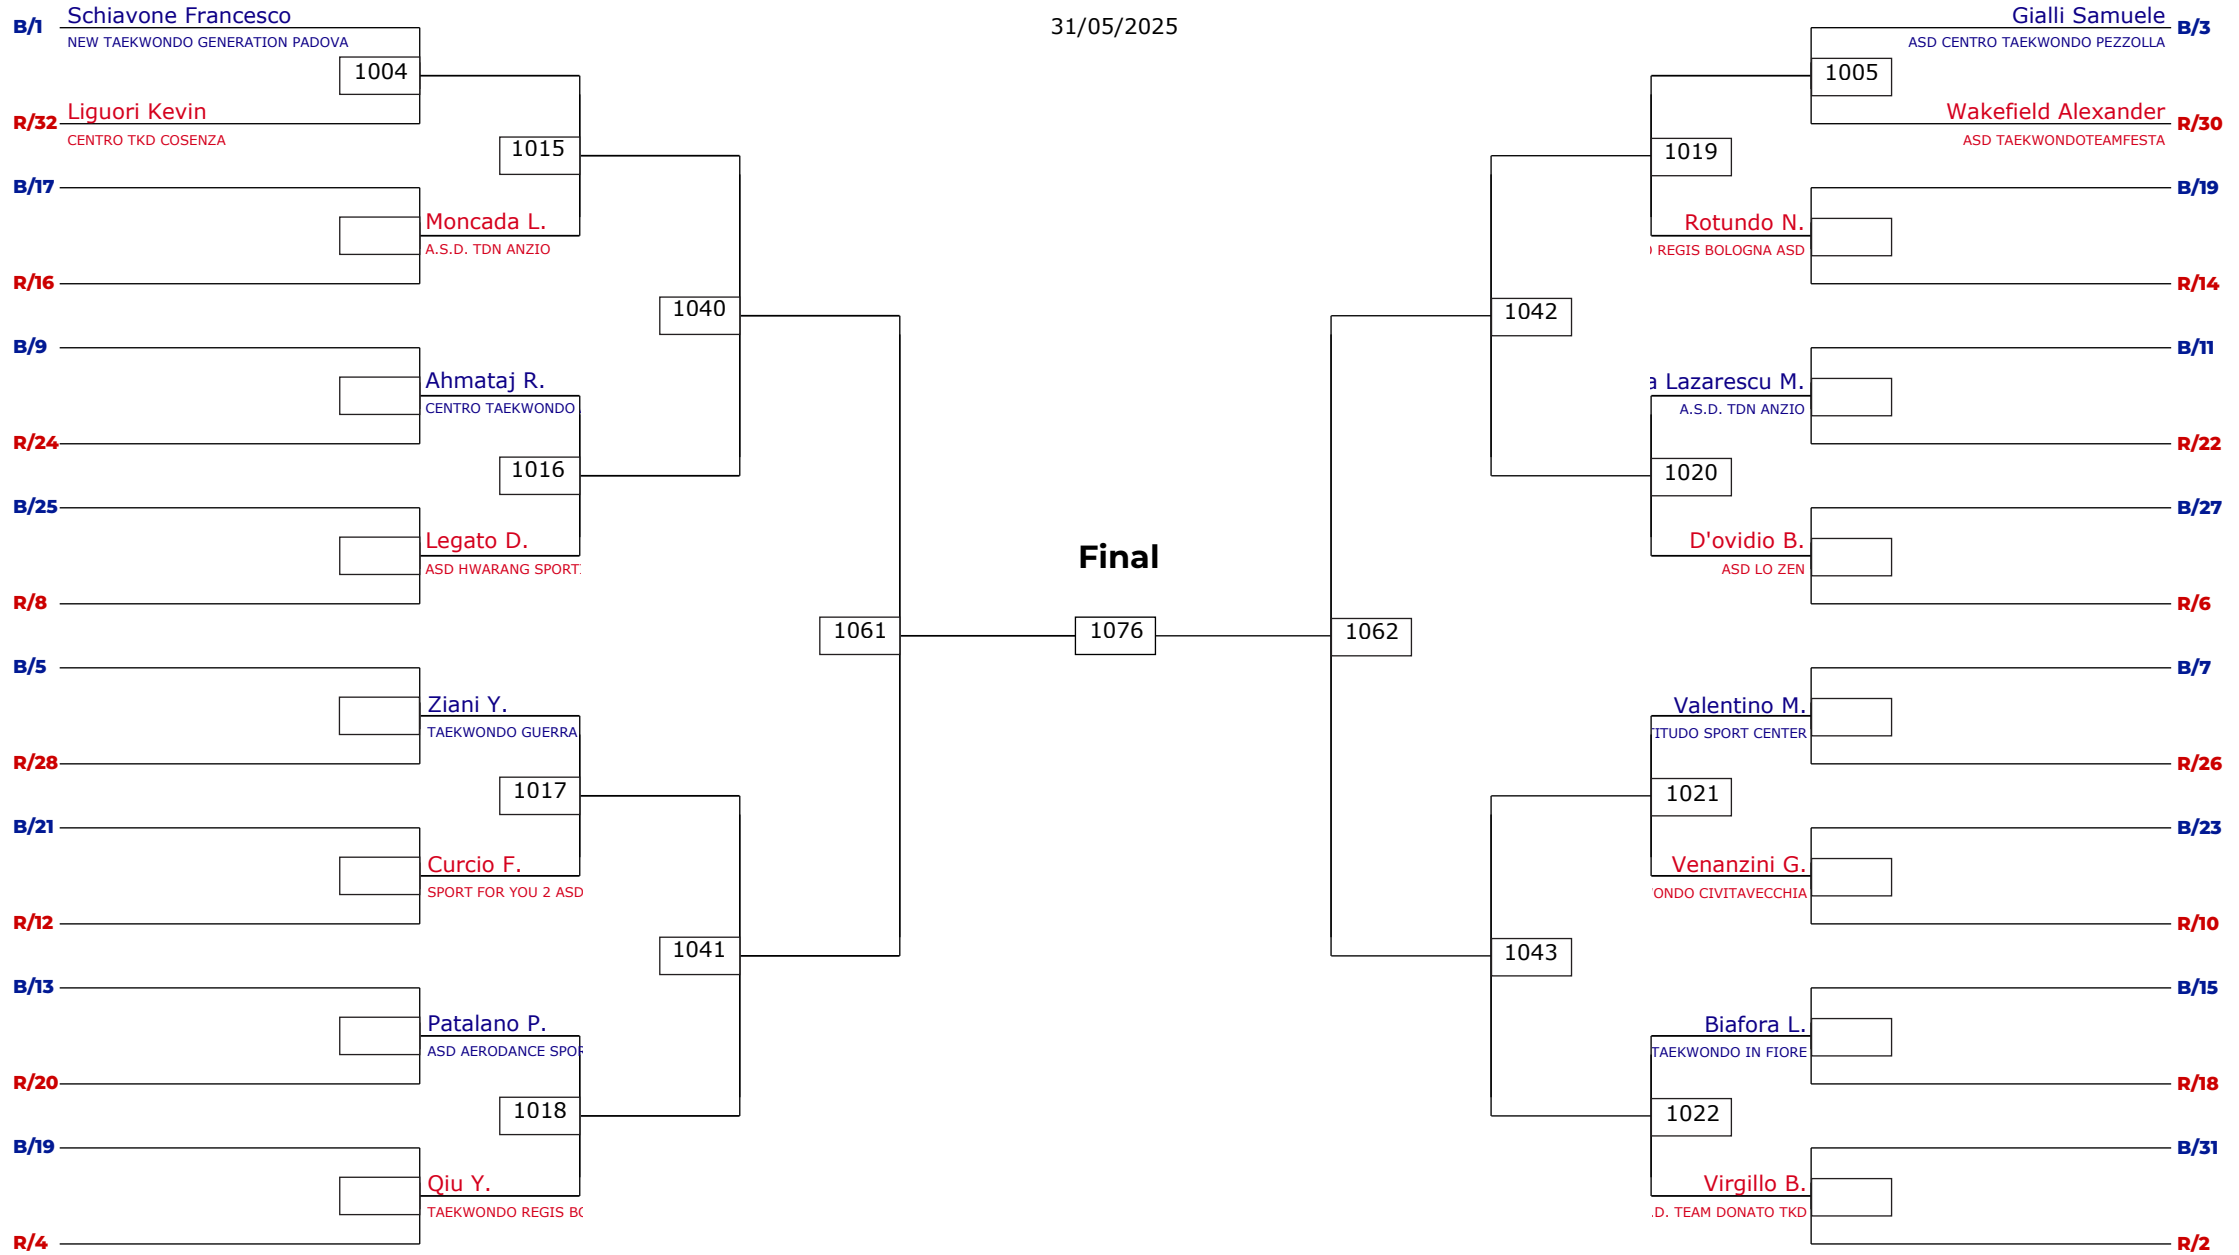 31/05/2025
B/1
Schiavone Francesco
NEW TAEKWONDO GENERATION PADOVA
1004
R/32
Liguori Kevin
CENTRO TKD COSENZA
1015
B/17
Moncada L.
A.S.D. TDN ANZIO
R/16
1040
B/9
Ahmataj R.
CENTRO TAEKWONDO
R/24
1016
B/25
Legato D.
ASD HWARANG SPORT
R/8
1061
B/5
Ziani Y.
TAEKWONDO GUERRA
R/28
1017
B/21
Curcio F.
SPORT FOR YOU 2 ASD
R/12
1041
B/13
Patalano P.
ASD AERODANCE SPOR
R/20
1018
B/19
Qiu Y.
TAEKWONDO REGIS BO
R/4
Final
1076
Gialli Samuele
B/3
ASD CENTRO TAEKWONDO PEZZOLLA
1005
Wakefield Alexander
R/30
ASD TAEKWONDOTEAMFESTA
1019
B/19
Rotundo N.
REGIS BOLOGNA ASD
R/14
1042
B/11
a Lazarescu M.
A.S.D. TDN ANZIO
R/22
1020
B/27
D'ovidio B.
ASD LO ZEN
R/6
1062
B/7
Valentino M.
TITUDO SPORT CENTER
R/26
1021
B/23
Venanzini G.
ONDO CIVITAVECCHIA
R/10
1043
B/15
Biafora L.
TAEKWONDO IN FIORE
R/18
1022
B/31
Virgillo B.
.D. TEAM DONATO TKD
R/2